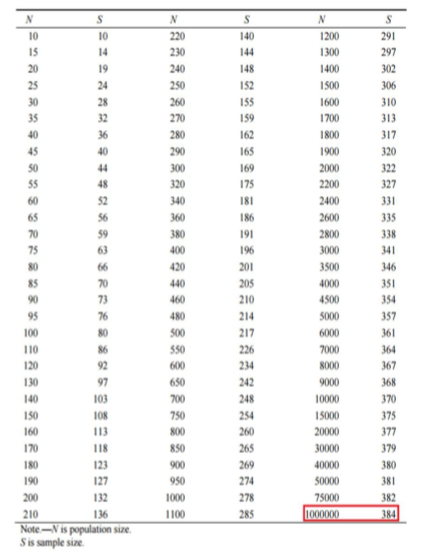 N S N S N S
10 10 220 140 1200 291
15 14 230 144 1300 297
20 19 240 148 1400 302
25 24 250 152 1500 306
30 28 260 155 1600 310
35 32 270 159 1700 313
40 36 280 162 1800 317
45 40 290 165 1900 320
50 44 300 169 2000 322
55 48 320 175 2200 327
60 52 340 181 2400 331
65 56 360 186 2600 335
70 59 380 191 2800 338
75 63 400 196 3000 341
80 66 420 201 3500 346
85 70 440 205 4000 351
90 73 460 210 4500 354
95 76 480 214 5000 357
100 80 500 217 6000 361
110 86 550 226 7000 364
120 92 600 234 8000 367
130 97 650 242 9000 368
140 103 700 248 10000 370
150 108 750 254 15000 375
160 113 800 260 20000 377
170 118 850 265 30000 379
180 123 900 269 40000 380
190 127 950 274 50000 381
200 132 1000 278 75000 382
210 136 1100 285 1000000 384
Note.—N is population size.
S is sample size.